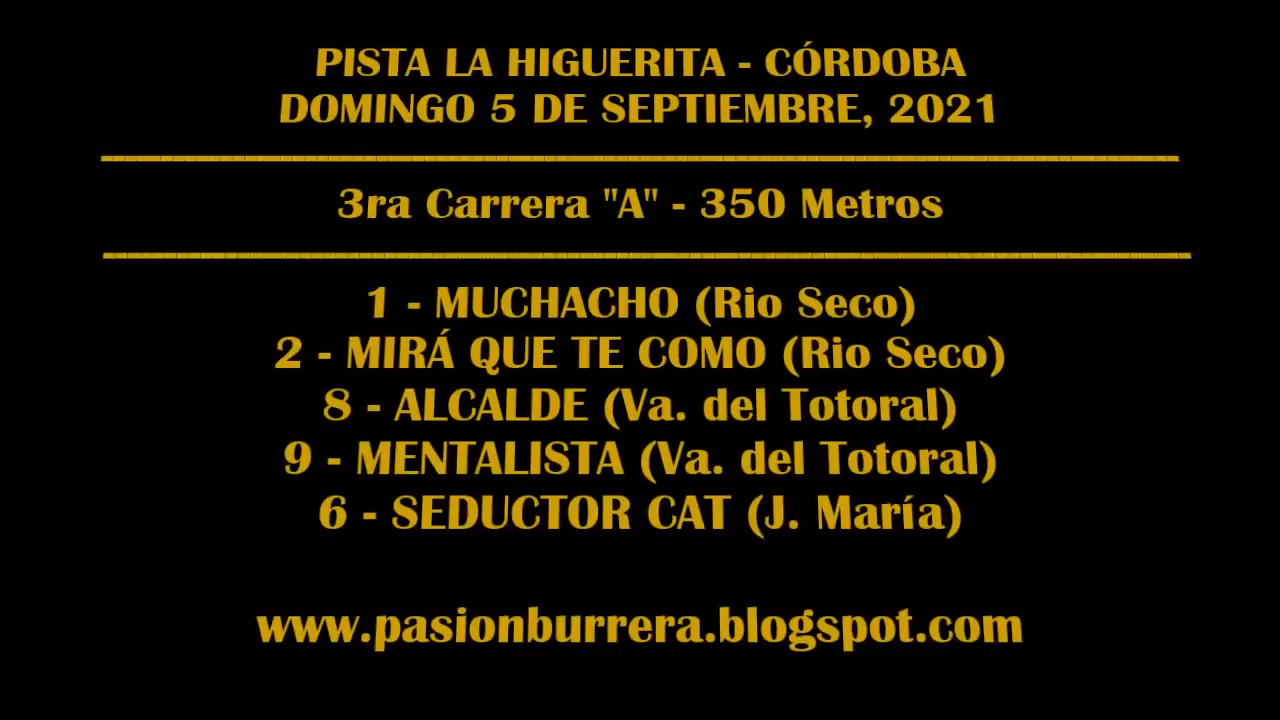 PISTA LA HIGUERITA - CÓRDOBA
DOMINGO 5 DE SEPTIEMBRE, 2021
3ra Carrera "A" - 350 Metros
1 - MUCHACHO (Rio Seco)
2 - MIRÁ QUE TE COMO (Rio Seco)
8 - ALCALDE (Va. del Totoral)
9 - MENTALISTA (Va. del Totoral)
6 - SEDUCTOR CAT (J. María)
www.pasionburrera.blogspot.com